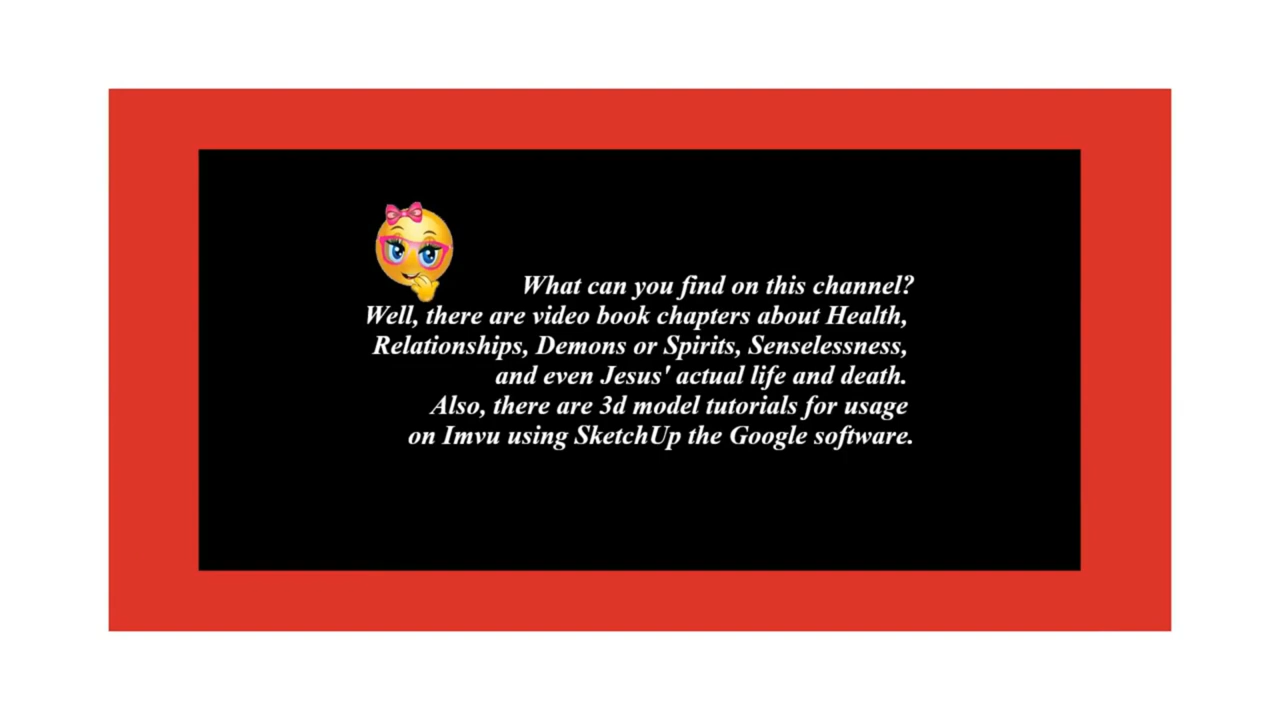 What can you find on this channel?
Well, there are video book chapters about Health,
Relationships, Demons or Spirits, Senselessness,
and even Jesus' actual life and death.
Also, there are 3d model tutorials for usage
on Imvu using SketchUp the Google software.